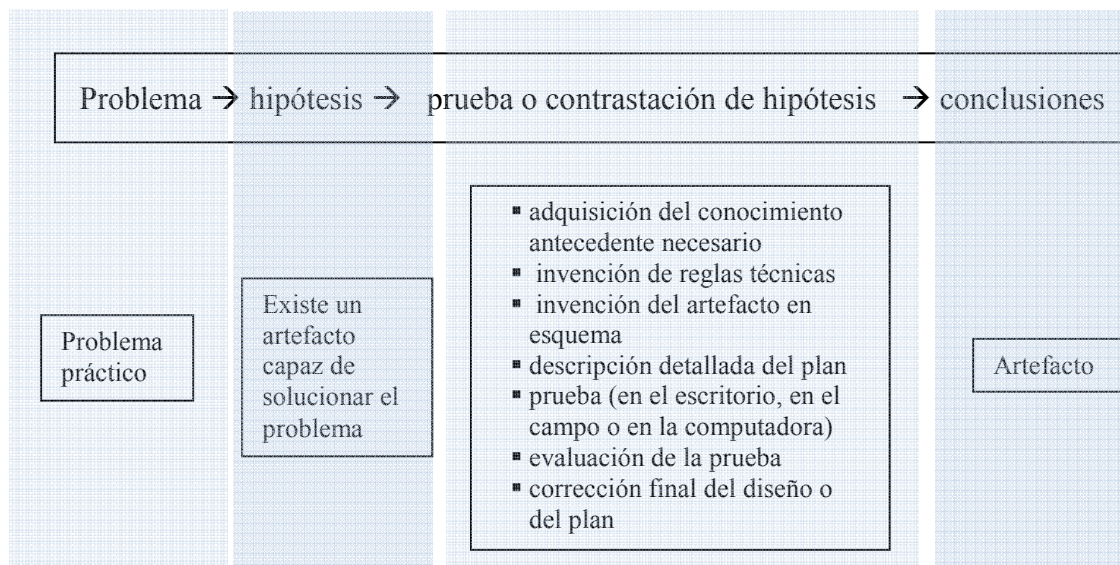 Problema → hipótesis → prueba o contrastación de hipótesis → conclusiones
Problema
práctico
Existe un
artefacto
capaz de
solucionar el
problema
▪ adquisición del conocimiento
antecedente necesario
▪ invención de reglas técnicas
▪ invención del artefacto en
esquema
▪ descripción detallada del plan
▪ prueba (en el escritorio, en el
campo o en la computadora)
▪ evaluación de la prueba
▪ corrección final del diseño o
del plan
Artefacto